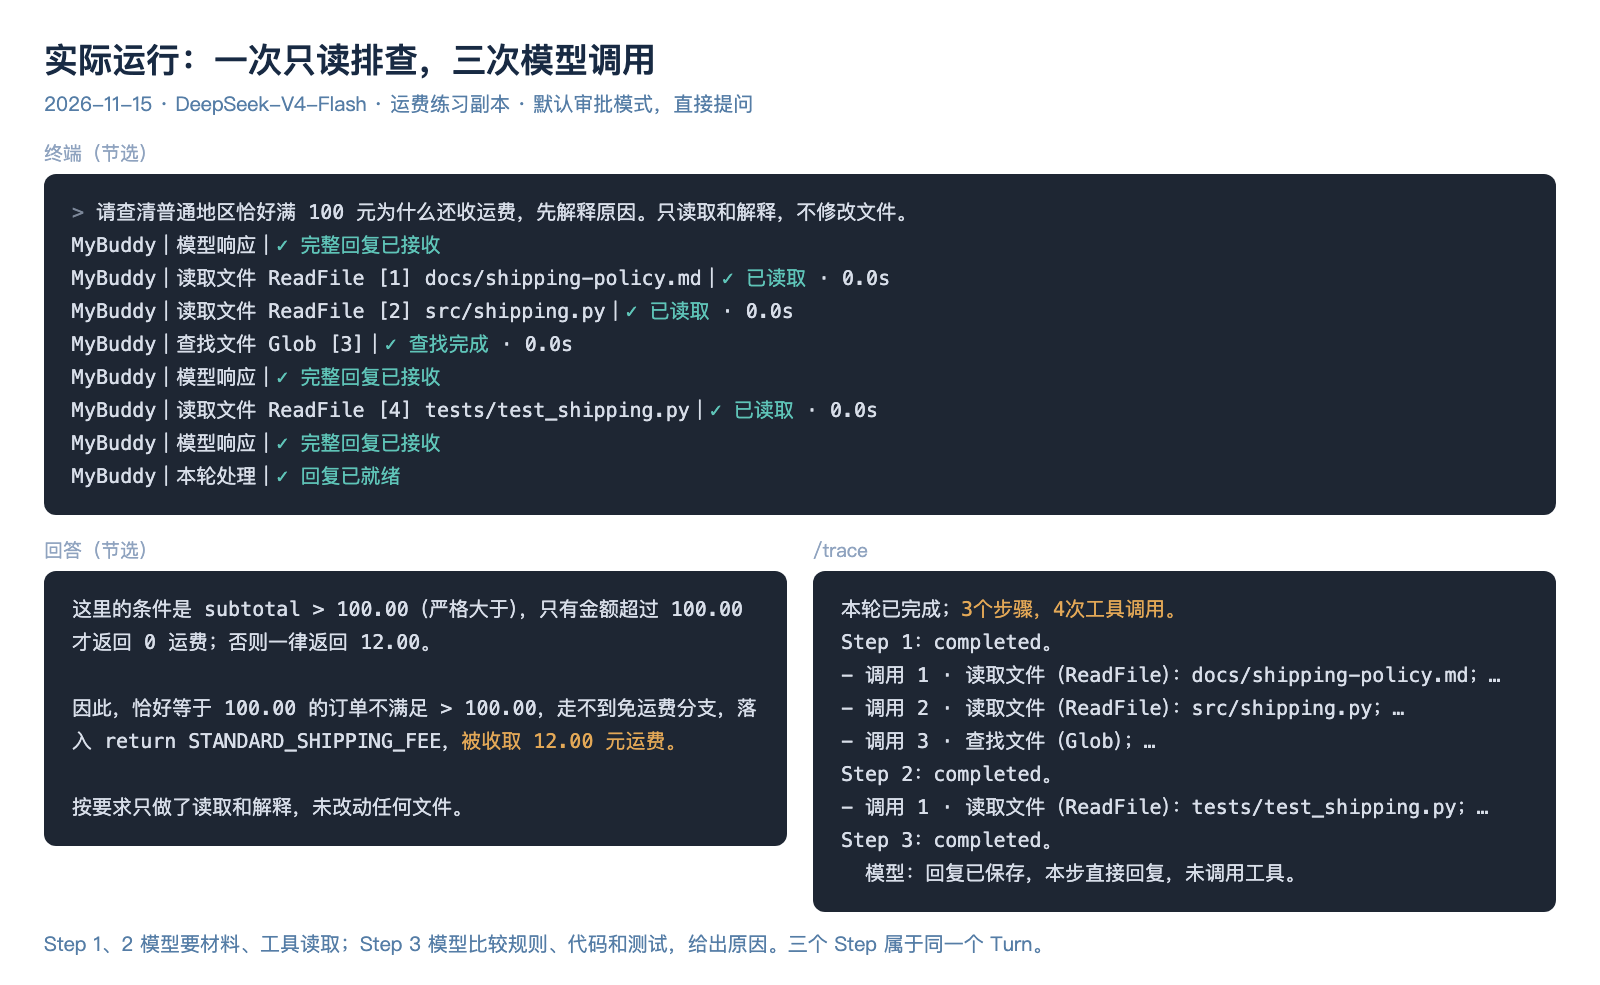 实际运行：一次只读排查，三次模型调用
2026-11-15 · DeepSeek-V4-Flash · 运费练习副本 · 默认审批模式，直接提问
终端（节选）
> 请查清普通地区恰好满 100 元为什么还收运费，先解释原因。只读取和解释，不修改文件。
MyBuddy｜模型响应｜✓ 完整回复已接收
MyBuddy｜读取文件 ReadFile [1] docs/shipping-policy.md｜✓ 已读取 · 0.0s
MyBuddy｜读取文件 ReadFile [2] src/shipping.py｜✓ 已读取 · 0.0s
MyBuddy｜查找文件 Glob [3]｜✓ 查找完成 · 0.0s
MyBuddy｜模型响应｜✓ 完整回复已接收
MyBuddy｜读取文件 ReadFile [4] tests/test_shipping.py｜✓ 已读取 · 0.0s
MyBuddy｜模型响应｜✓ 完整回复已接收
MyBuddy｜本轮处理｜✓ 回复已就绪
回答（节选）
这里的条件是 subtotal > 100.00（严格大于），只有金额超过 100.00
才返回 0 运费；否则一律返回 12.00。
因此，恰好等于 100.00 的订单不满足 > 100.00，走不到免运费分支，落
入 return STANDARD_SHIPPING_FEE，被收取 12.00 元运费。
按要求只做了读取和解释，未改动任何文件。
/trace
本轮已完成；3个步骤，4次工具调用。
Step 1：completed。
- 调用 1 · 读取文件（ReadFile）：docs/shipping-policy.md；…
- 调用 2 · 读取文件（ReadFile）：src/shipping.py；…
- 调用 3 · 查找文件（Glob）；…
Step 2：completed。
- 调用 1 · 读取文件（ReadFile）：tests/test_shipping.py；…
Step 3：completed。
模型：回复已保存，本步直接回复，未调用工具。
Step 1、2 模型要材料、工具读取；Step 3 模型比较规则、代码和测试，给出原因。三个 Step 属于同一个 Turn。